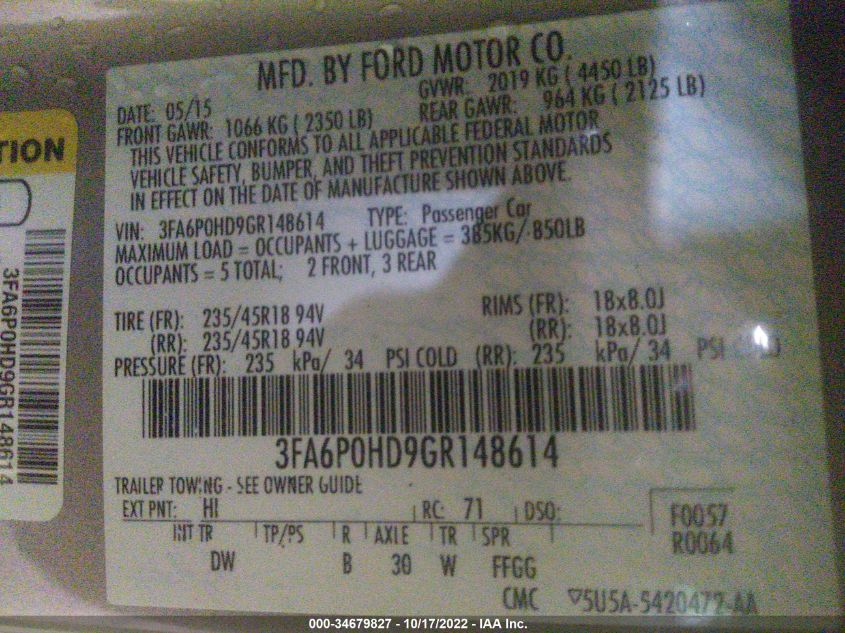 MFD. BY FORD MOTOR CO.
DATE: 05/15 GVWR: 2019 KG ( 4450 LB)
FRONT GAWR: 1066 KG ( 2350 LB) REAR GAWR: 964 KG ( 2125 LB)
THIS VEHICLE CONFORMS TO ALL APPLICABLE FEDERAL MOTOR
VEHICLE SAFETY, BUMPER, AND THEFT PREVENTION STANDARDS
IN EFFECT ON THE DATE OF MANUFACTURE SHOWN ABOVE.
VIN: 3FA6P0HD9GR148614 TYPE: Passenger Car
MAXIMUM LOAD = OCCUPANTS + LUGGAGE = 385KG/ 850LB
OCCUPANTS = 5 TOTAL; 2 FRONT, 3 REAR
TIRE (FR): 235/45R18 94V RIMS (FR): 18x8.0J
(RR): 235/45R18 94V (RR): 18x8.0J
PRESSURE (FR): 235 kPa/ 34 PSI COLD (RR): 235 kPa/ 34 PSI COLD
3FA6P0HD9GR148614
TRAILER TOWING - SEE OWNER GUIDE
EXT PNT: HI RC: 71 DSO: F0057
INT TR TP/PS R AXLE TR SPR R0064
DW B 30 W FFGG
CMC ▽5U5A-5420472-AA
TION
3FA6P0HD9GR148614
000-34679827 - 10/17/2022 - IAA Inc.